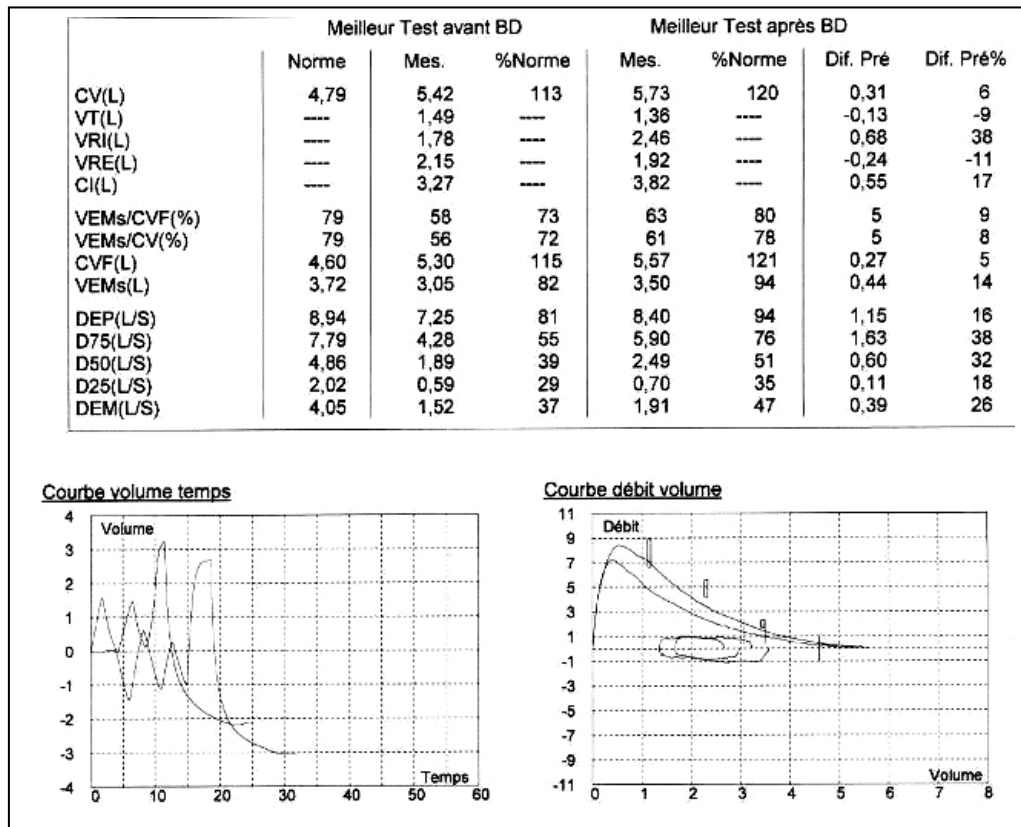 Meilleur Test avant BD Meilleur Test après BD
Norme Mes. %Norme Mes. %Norme Dif. Pré Dif. Pré%
CV(L) 4,79 5,42 113 5,73 120 0,31 6
VT(L) ---- 1,49 ---- 1,36 ---- -0,13 -9
VRI(L) ---- 1,78 ---- 2,46 ---- 0,68 38
VRE(L) ---- 2,15 ---- 1,92 ---- -0,24 -11
CI(L) ---- 3,27 ---- 3,82 ---- 0,55 17
VEMs/CVF(%) 79 58 73 63 80 5 9
VEMs/CV(%) 79 56 72 61 78 5 8
CVF(L) 4,60 5,30 115 5,57 121 0,27 5
VEMs(L) 3,72 3,05 82 3,50 94 0,44 14
DEP(L/S) 8,94 7,25 81 8,40 94 1,15 16
D75(L/S) 7,79 4,28 55 5,90 76 1,63 38
D50(L/S) 4,86 1,89 39 2,49 51 0,60 32
D25(L/S) 2,02 0,59 29 0,70 35 0,11 18
DEM(L/S) 4,05 1,52 37 1,91 47 0,39 26
Courbe volume temps
4
Volume
3
2
1
0
-1
-2
-3
Temps
-4
0 10 20 30 40 50 60
Courbe débit volume
11
Débit
9
7
5
3
1
-1
-3
-5
-7
-9
Volume
-11
0 1 2 3 4 5 6 7 8